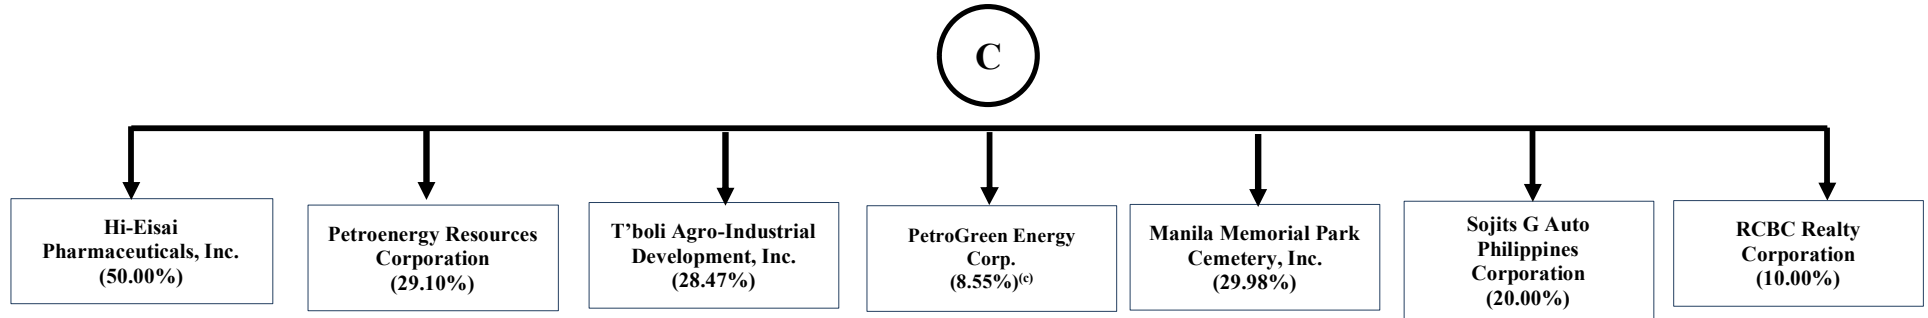 C
Hi-Eisai
Pharmaceuticals, Inc.
(50.00%)
Petroenergy Resources
Corporation
(29.10%)
T’boli Agro-Industrial
Development, Inc.
(28.47%)
PetroGreen Energy
Corp.
(8.55%)(c)
Manila Memorial Park
Cemetery, Inc.
(29.98%)
Sojits G Auto
Philippines
Corporation
(20.00%)
RCBC Realty
Corporation
(10.00%)